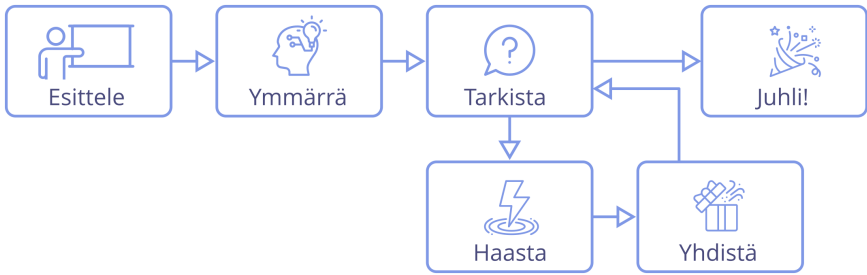 Esittele
Ymmärrä
Tarkista
Juhli!
Haasta
Yhdistä